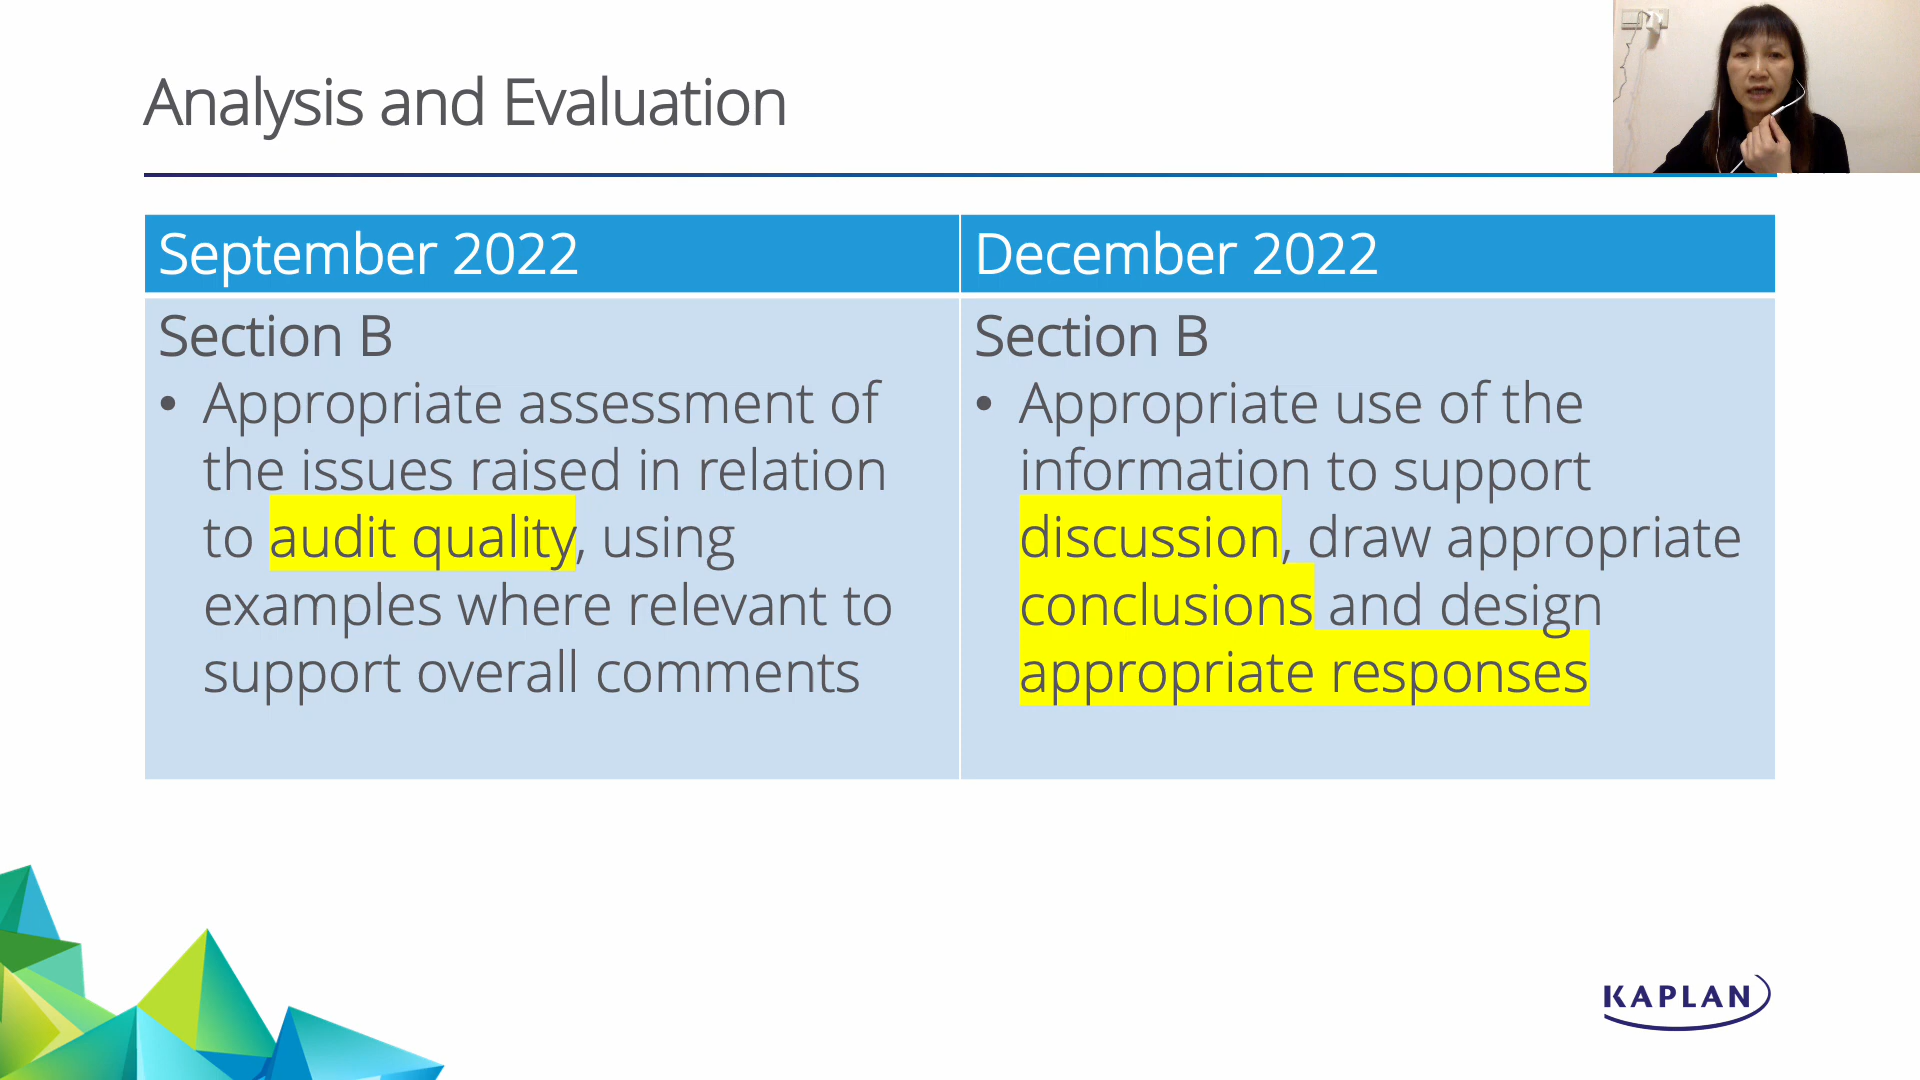 Analysis and Evaluation
September 2022
December 2022
Section B
• Appropriate assessment of
the issues raised in relation
to audit quality, using
examples where relevant to
support overall comments
Section B
• Appropriate use of the
information to support
discussion, draw appropriate
conclusions and design
appropriate responses
KAPLAN